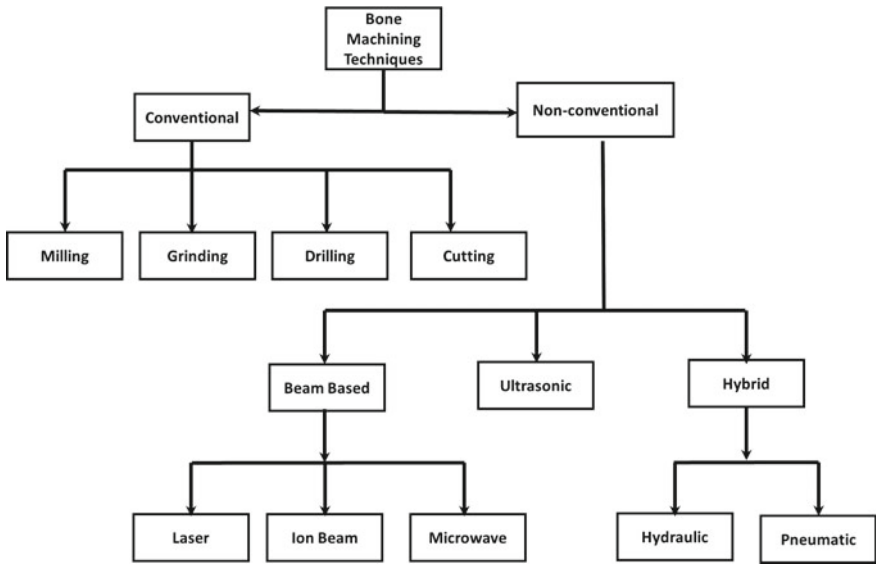 Bone
Machining
Techniques
Conventional
Non-conventional
Milling
Grinding
Drilling
Cutting
Beam Based
Ultrasonic
Hybrid
Laser
Ion Beam
Microwave
Hydraulic
Pneumatic